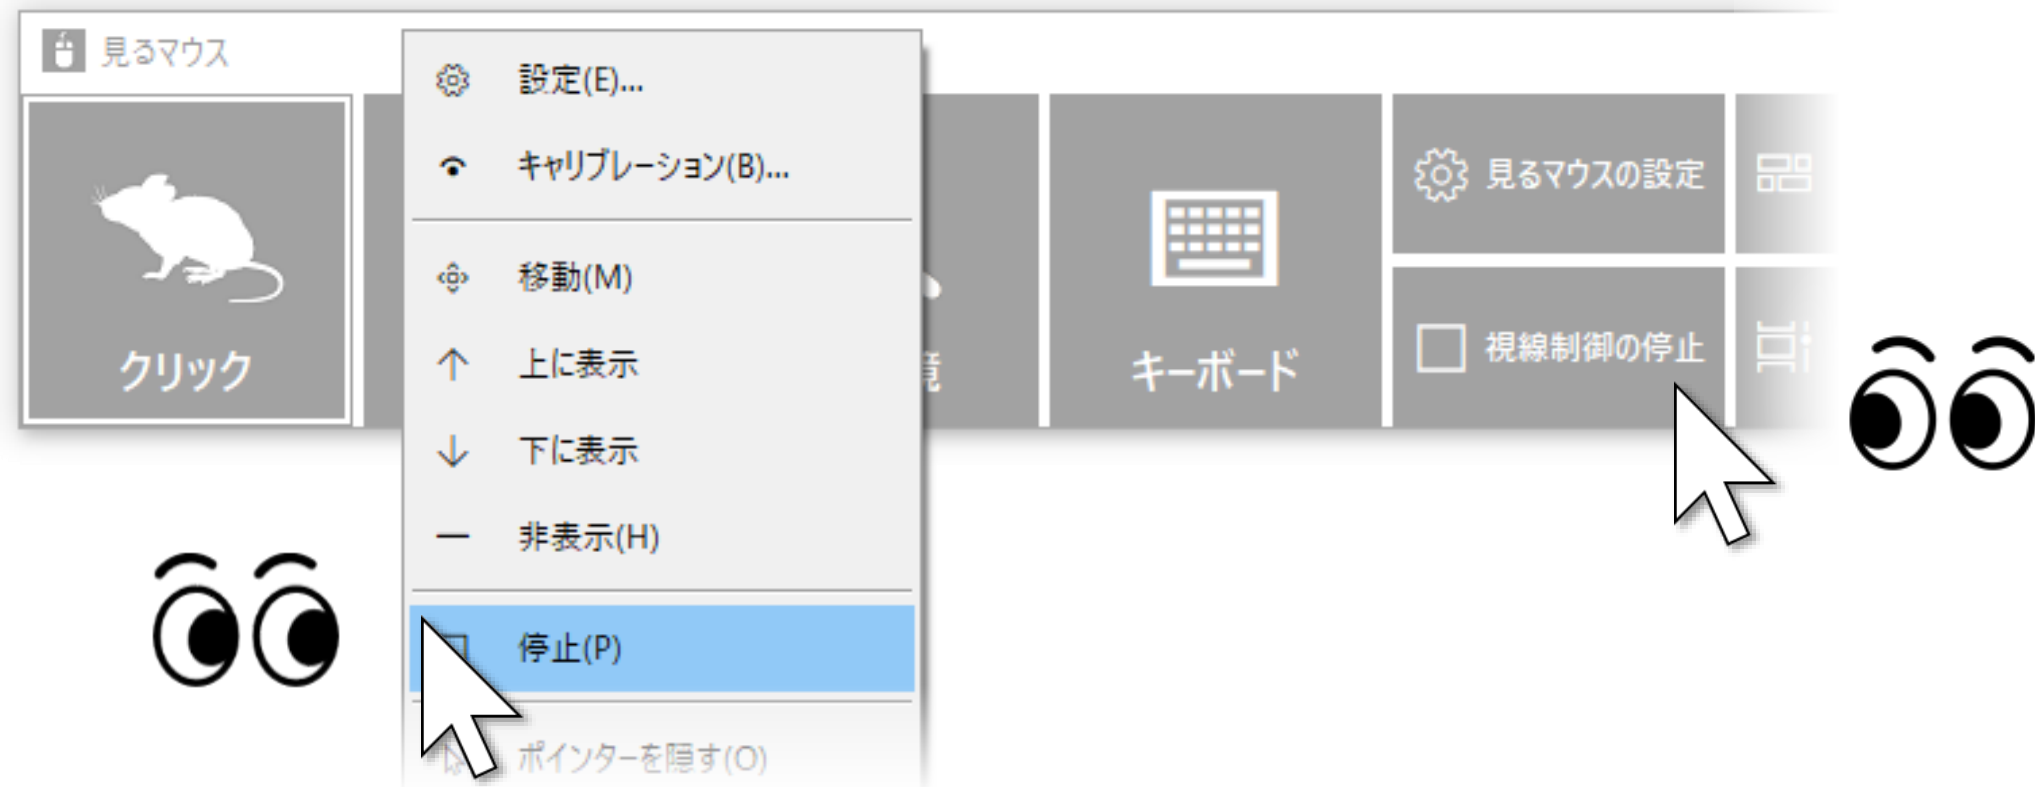 見るマウス
設定(E)...
キャリブレーション(B)...
移動(M)
上に表示
下に表示
非表示(H)
停止(P)
ポインターを隠す(O)
クリック
鏡
キーボード
見るマウスの設定
視線制御の停止